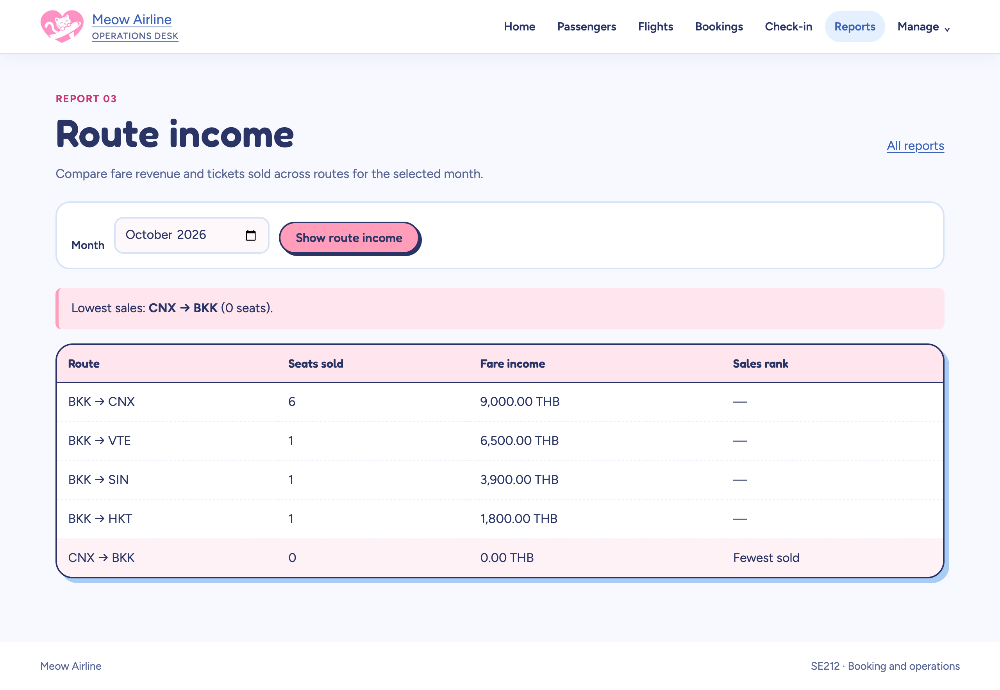 Meow Airline
OPERATIONS DESK
Home Passengers Flights Bookings Check-in Reports Manage
REPORT 03
Route income
All reports
Compare fare revenue and tickets sold across routes for the selected month.
Month October 2026 Show route income
Lowest sales: CNX → BKK (0 seats).
Route Seats sold Fare income Sales rank
BKK → CNX 6 9,000.00 THB —
BKK → VTE 1 6,500.00 THB —
BKK → SIN 1 3,900.00 THB —
BKK → HKT 1 1,800.00 THB —
CNX → BKK 0 0.00 THB Fewest sold
Meow Airline SE212 · Booking and operations